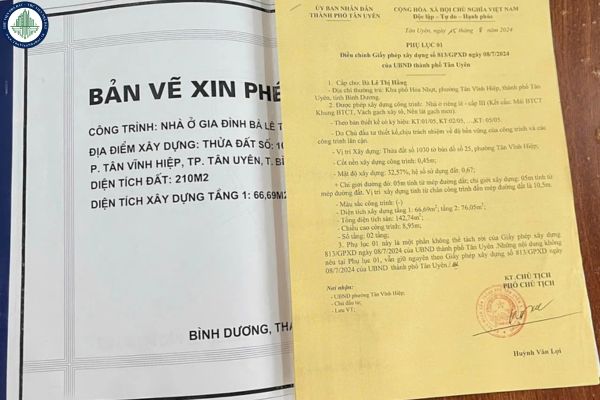 BẢN VẼ XIN PHÉ
CÔNG TRÌNH: NHÀ Ở GIA ĐÌNH BÀ LÊ T
ĐỊA ĐIỂM XÂY DỰNG: THỬA ĐẤT SỐ: 10
P. TÂN VĨNH HIỆP, TP. TÂN UYÊN, T. BÌ
DIỆN TÍCH ĐẤT: 210M2
DIỆN TÍCH XÂY DỰNG TẦNG 1: 66,69M2
BÌNH DƯƠNG, THÁ
ỦY BAN NHÂN DÂN
THÀNH PHỐ TÂN UYÊN
CỘNG HÒA XÃ HỘI CHỦ NGHĨA VIỆT NAM
Độc lập - Tự do - Hạnh phúc
Tân Uyên, ngày 15 tháng 8 năm 2024
PHỤ LỤC 01
Điều chỉnh Giấy phép xây dựng số 813/GPXD ngày 08/7/2024
của UBND thành phố Tân Uyên
1. Cấp cho: Bà Lê Thị Hằng
- Địa chỉ thường trú: Khu phố Hóa Nhựt, phường Tân Vĩnh Hiệp, thành phố Tân
Uyên, tỉnh Bình Dương.
2. Được phép xây dựng công trình: Nhà ở riêng lẻ - cấp III (Kết cấu: Mái BTCT
Khung BTCT, Vách gạch xây tô, Nền lát gạch men).
- Theo bản thiết kế có ký hiệu: KT:01/05, KT:02/05,...05/05.
- Do Chủ đầu tư thiết kế,chịu trách nhiệm về độ bền vững của công trình và các
công trình lân cận.
- Vị trí Xây dựng: Thửa đất số 1030 tờ bản đồ số 25, phường Tân Vĩnh Hiệp.
- Cốt nền xây dựng công trình: 0,45m;
- Mật độ xây dựng: 32,57%, hệ số sử dụng đất: 0,67;
- Chỉ giới đường đỏ: 05m tính từ mép đường đất; chỉ giới xây dựng: 05m tính từ
mép đường đất. Vị trí xây dựng tính từ chân công trình đến mép đường đất là 10,5m.
- Màu sắc công trình: (-)
- Diện tích xây dựng tầng 1: 66,69m²; tầng 2: 76,05m²;
- Tổng diện tích sàn: 142,74m²;
- Chiều cao công trình: 8,95m;
- Số tầng: 02 tầng;
3. Phụ lục 01 này là một phần không thể tách rời của Giấy phép xây dựng
813/GPXD ngày 08/7/2024 của UBND thành phố Tân Uyên .Những nội dung không
nêu tại Phụ lục 01, vẫn giữ nguyên theo Giấy phép xây dựng số 813/GPXD ngày
08/7/2024 của UBND thành phố Tân Uyên./.
Nơi nhận:
- UBND phường Tân Vĩnh Hiệp;
- Chủ đầu tư;
- Lưu VT;
KT.CHỦ TỊCH
PHÓ CHỦ TỊCH
Huỳnh Văn Lợi